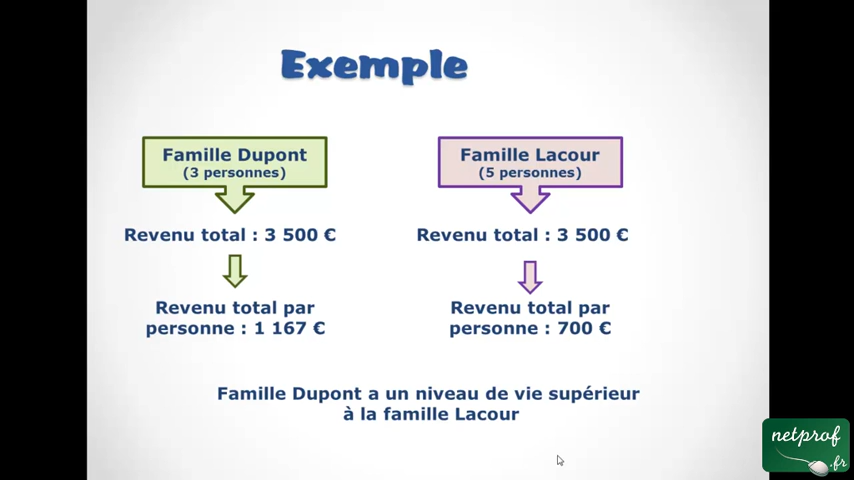 Exemple
Famille Dupont
(3 personnes)
Revenu total : 3 500 €
Revenu total par
personne : 1 167 €
Famille Lacour
(5 personnes)
Revenu total : 3 500 €
Revenu total par
personne : 700 €
Famille Dupont a un niveau de vie supérieur
à la famille Lacour
netprof
.fr